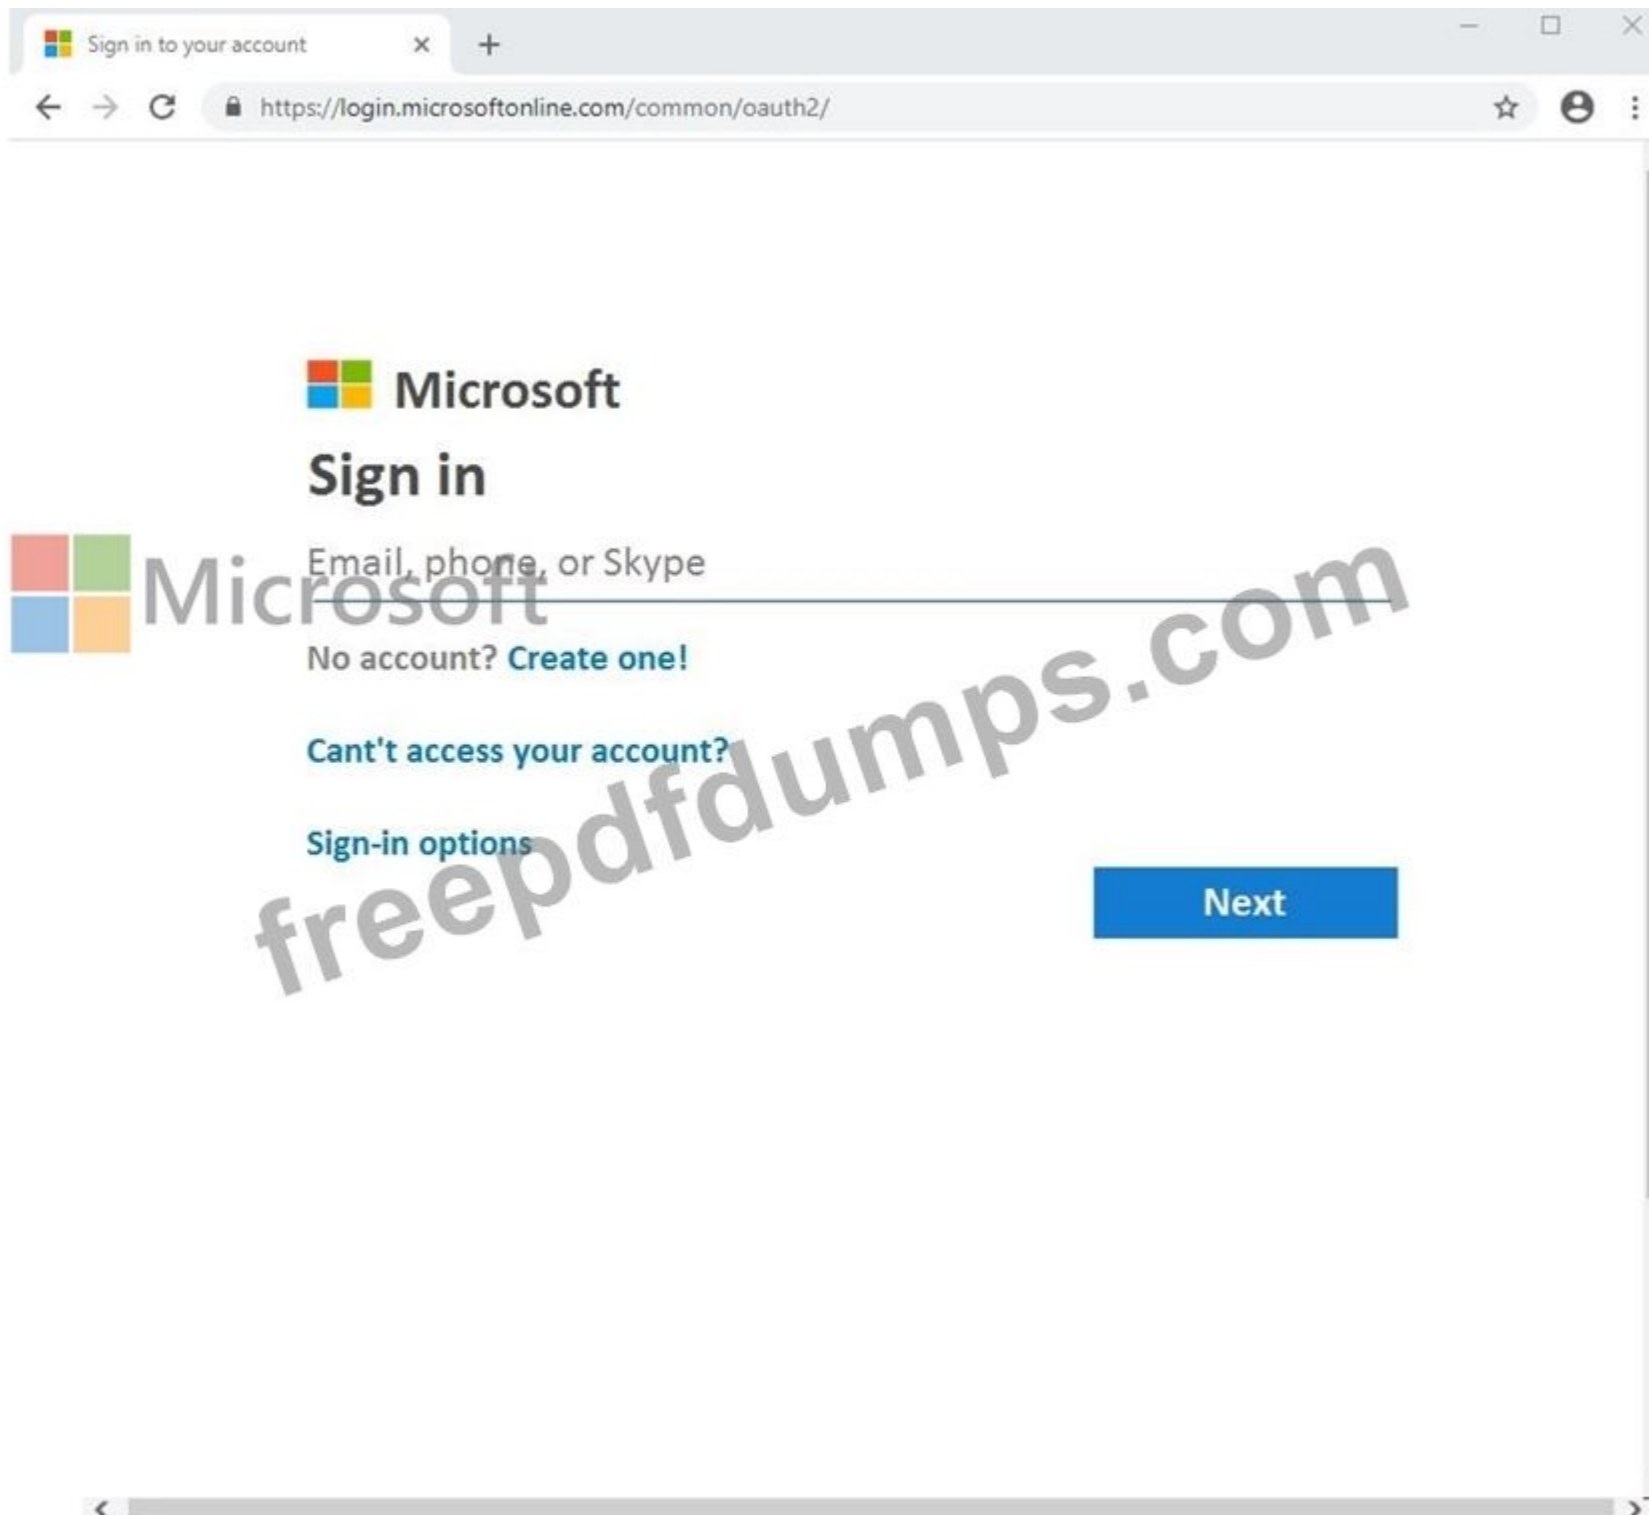 Sign in to your account
https://login.microsoftonline.com/common/oauth2/
Microsoft
Sign in
Email, phone, or Skype
Microsoft
No account? Create one!
Cant't access your account?
Sign-in options
Next
freepdfdumps.com